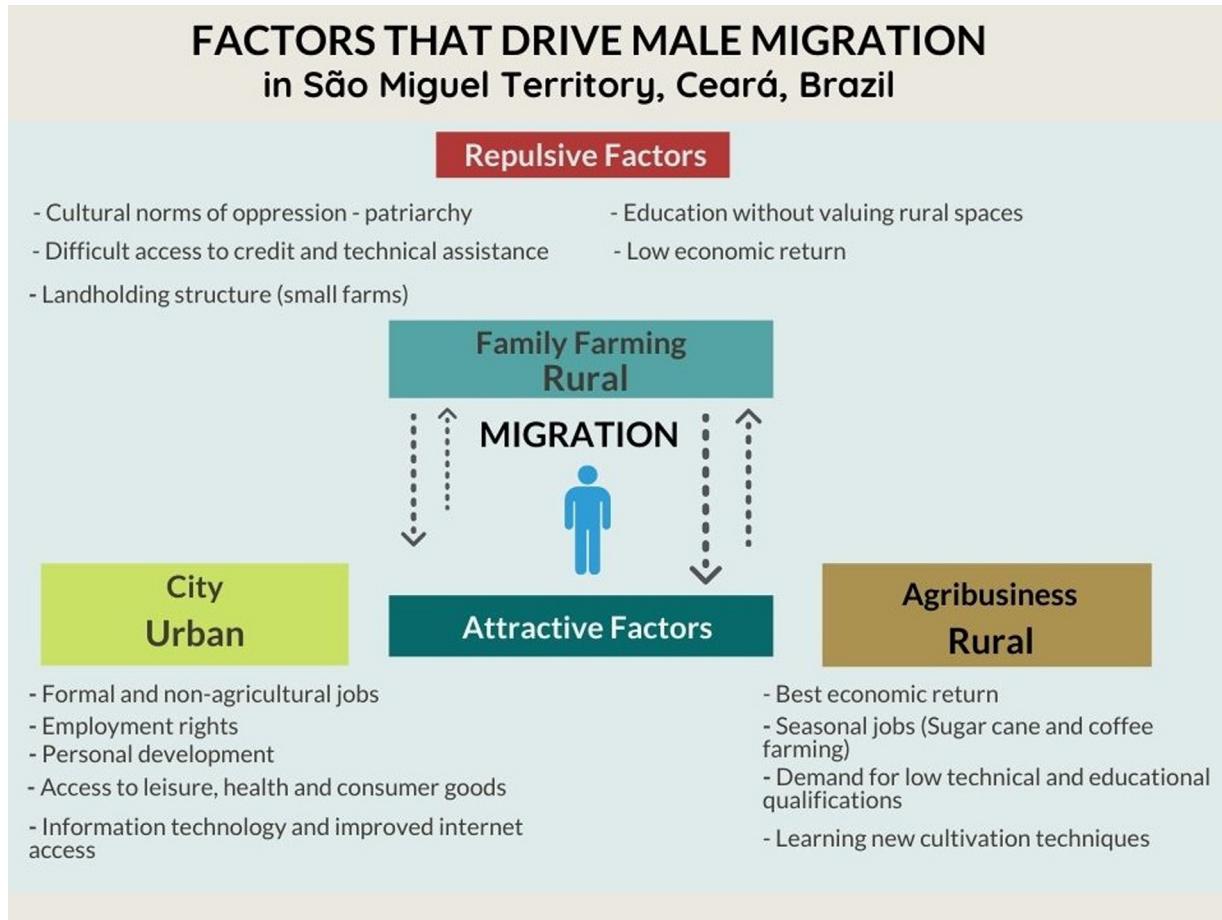 FACTORS THAT DRIVE MALE MIGRATION
in São Miguel Territory, Ceará, Brazil
Repulsive Factors
- Cultural norms of oppression - patriarchy
- Difficult access to credit and technical assistance
- Landholding structure (small farms)
- Education without valuing rural spaces
- Low economic return
Family Farming
Rural
MIGRATION
City
Urban
Attractive Factors
Agribusiness
Rural
- Formal and non-agricultural jobs
- Employment rights
- Personal development
- Access to leisure, health and consumer goods
- Information technology and improved internet
access
- Best economic return
- Seasonal jobs (Sugar cane and coffee
farming)
- Demand for low technical and educational
qualifications
- Learning new cultivation techniques